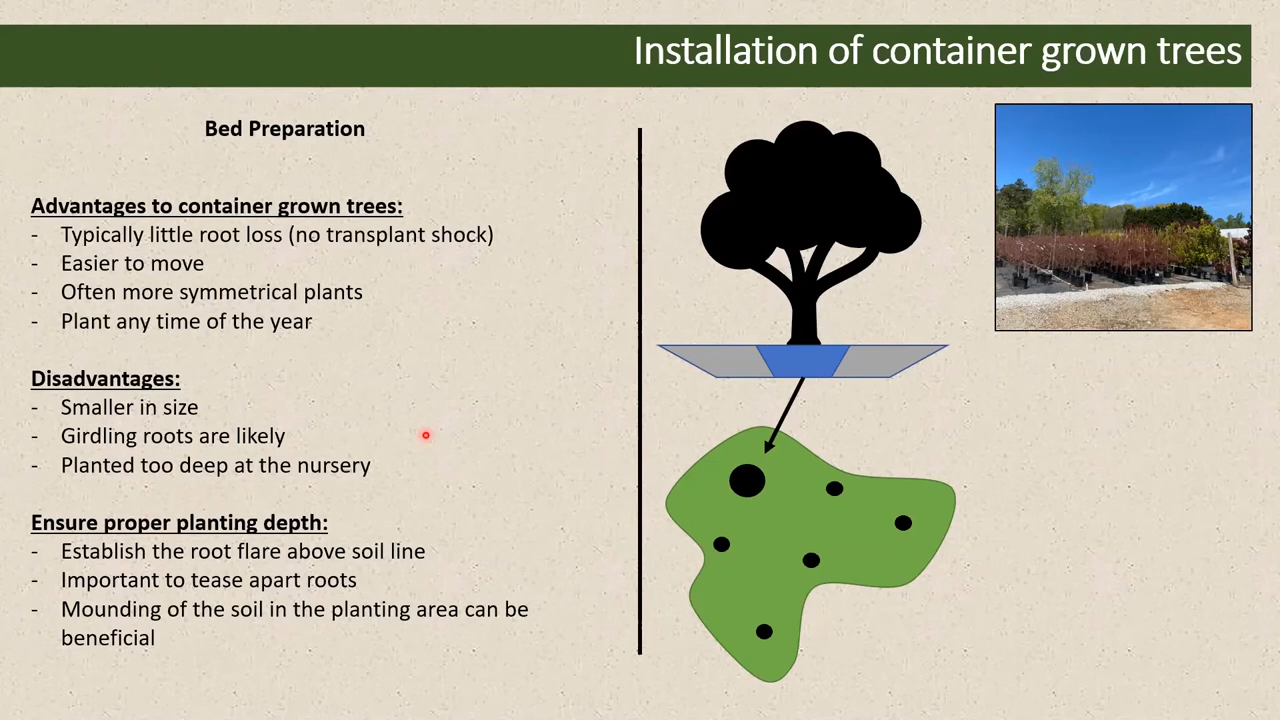 Installation of container grown trees
Bed Preparation
Advantages to container grown trees:
- Typically little root loss (no transplant shock)
- Easier to move
- Often more symmetrical plants
- Plant any time of the year
Disadvantages:
- Smaller in size
- Girdling roots are likely
- Planted too deep at the nursery
Ensure proper planting depth:
- Establish the root flare above soil line
- Important to tease apart roots
- Mounding of the soil in the planting area can be
beneficial